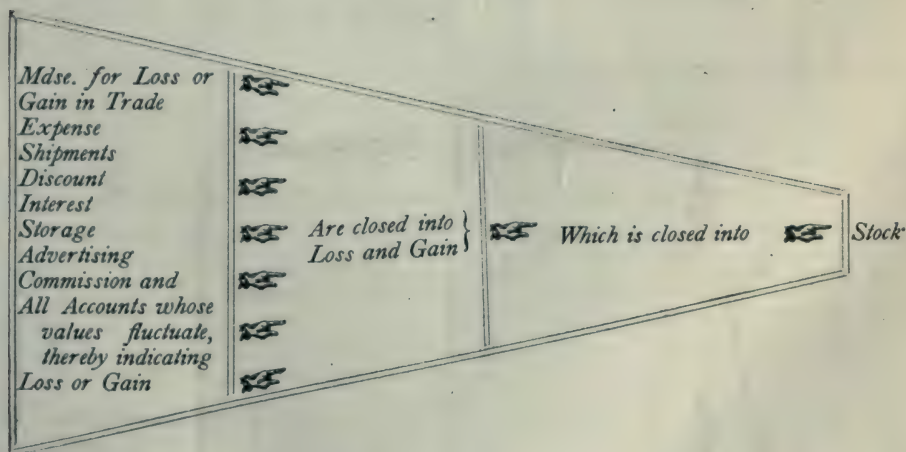 Mdse. for Loss or
Gain in Trade
Expense
Shipments
Discount
Interest
Storage
Advertising
Commission and
All Accounts whose
values fluctuate,
thereby indicating
Loss or Gain
Are closed into
Loss and Gain
Which is closed into
Stock